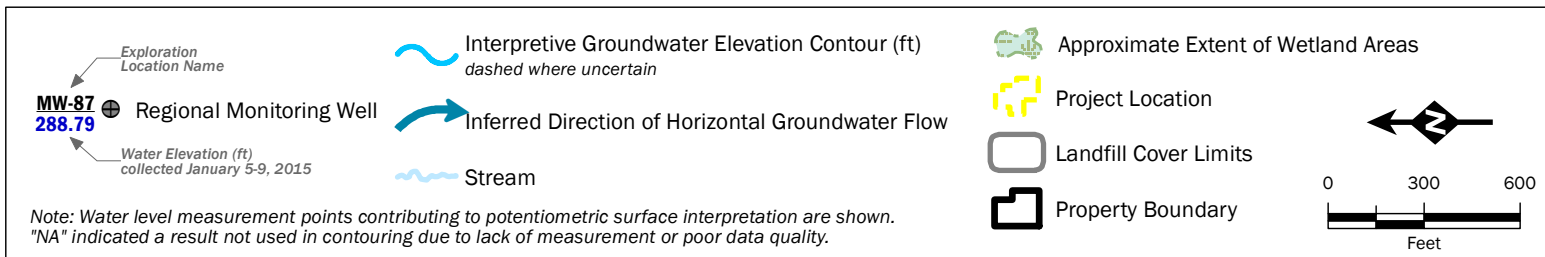 Exploration
Location Name
MW-87
288.79
Regional Monitoring Well
Water Elevation (ft)
collected January 5-9, 2015
Interpretive Groundwater Elevation Contour (ft)
dashed where uncertain
Inferred Direction of Horizontal Groundwater Flow
Stream
Approximate Extent of Wetland Areas
Project Location
Landfill Cover Limits
Property Boundary
N
0 300 600
Feet
Note: Water level measurement points contributing to potentiometric surface interpretation are shown.
"NA" indicated a result not used in contouring due to lack of measurement or poor data quality.